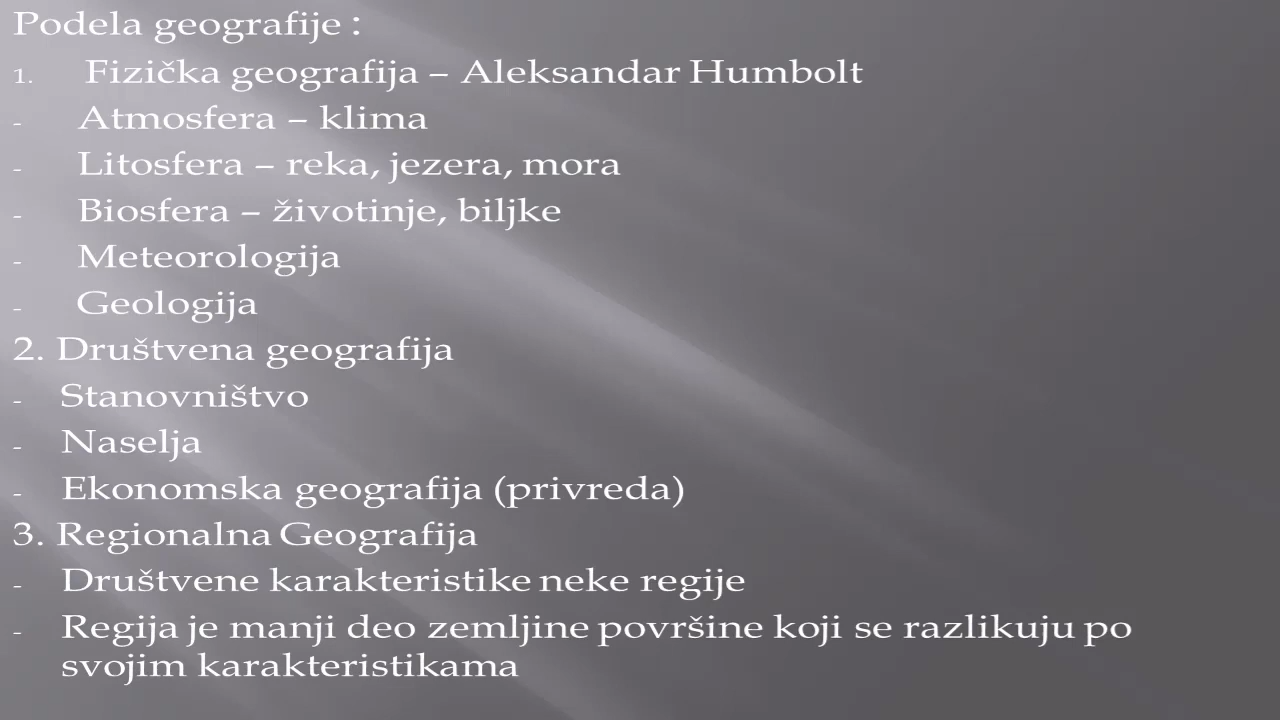 Podela geografije :
1. Fizička geografija – Aleksandar Humbolt
- Atmosfera – klima
- Litosfera – reka, jezera, mora
- Biosfera – životinje, biljke
- Meteorologija
- Geologija
2. Društvena geografija
- Stanovništvo
- Naselja
- Ekonomska geografija (privreda)
3. Regionalna Geografija
- Društvene karakteristike neke regije
- Regija je manji deo zemljine površine koji se razlikuju po
svojim karakteristikama